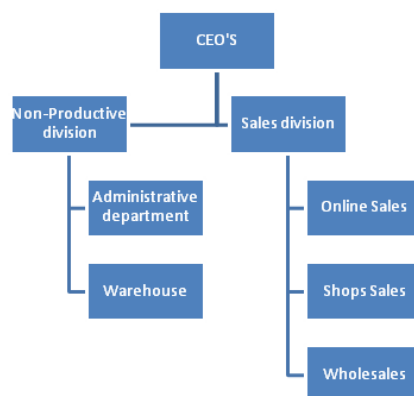 CEO'S
Non-Productive
division
Sales division
Administrative
department
Online Sales
Warehouse
Shops Sales
Wholesales